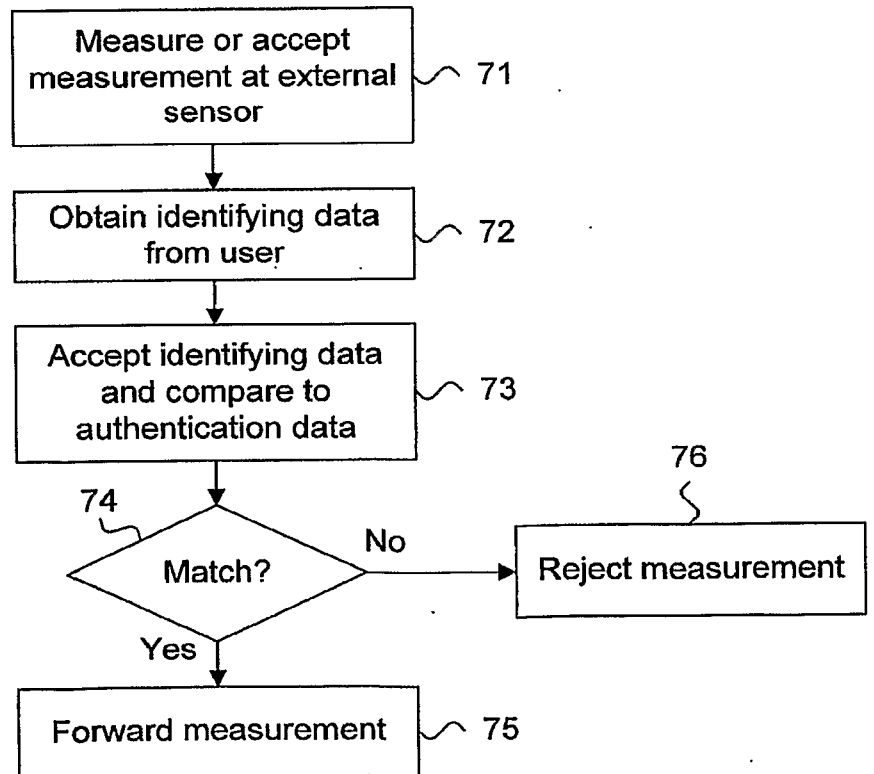 Measure or accept
measurement at external
sensor
71
Obtain identifying data
from user
72
Accept identifying data
and compare to
authentication data
73
74
Match?
No
Yes
76
Reject measurement
Forward measurement
75